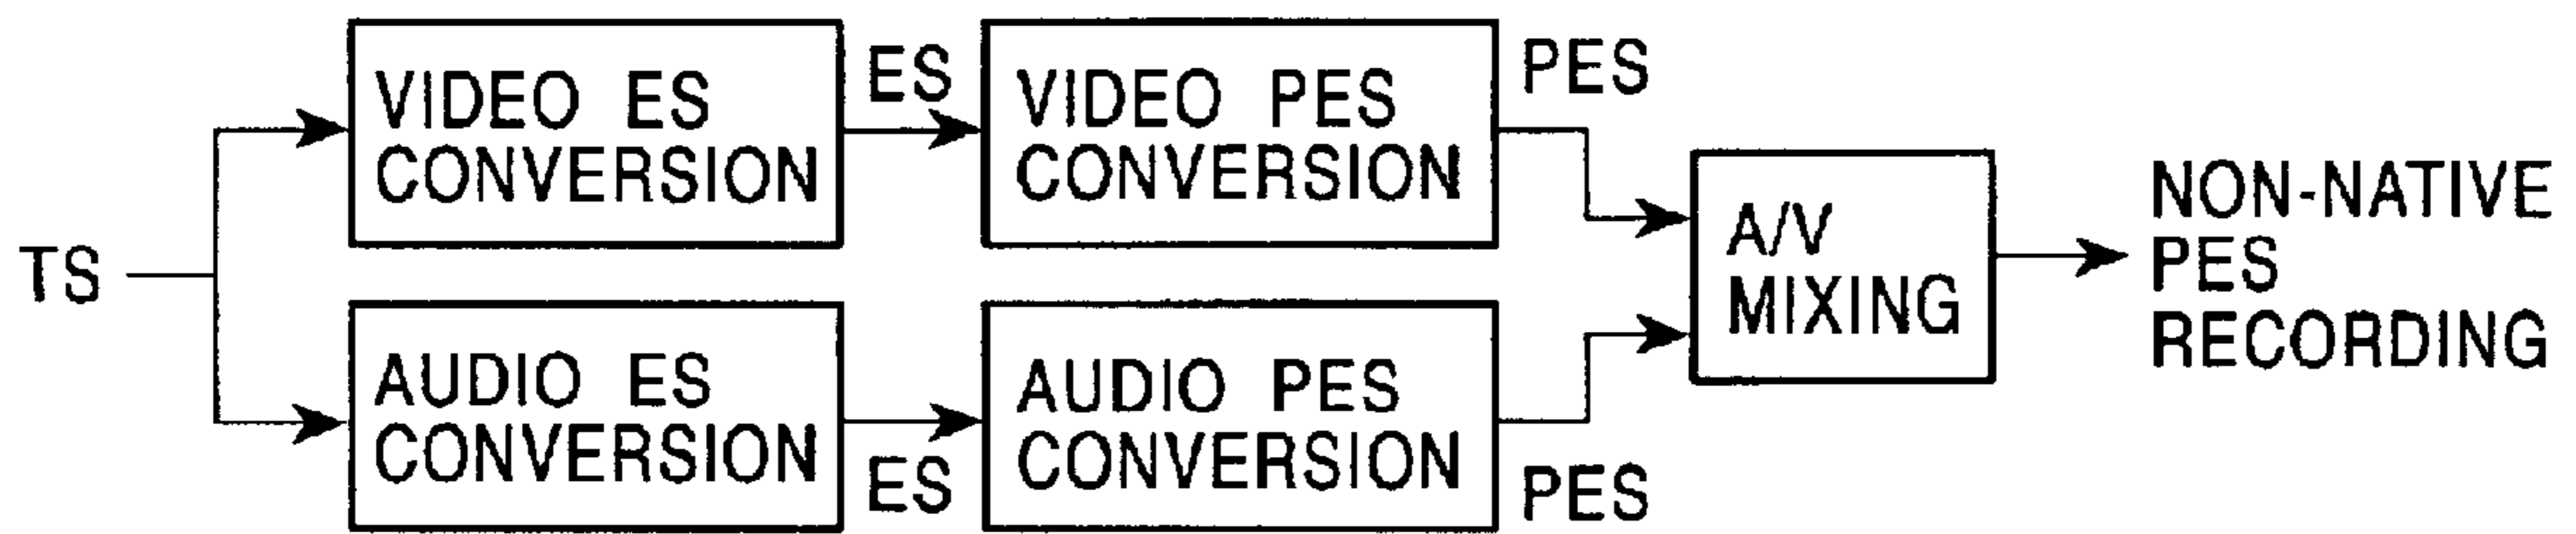 TS
VIDEO ES
CONVERSION
ES
VIDEO PES
CONVERSION
PES
AUDIO ES
CONVERSION
ES
AUDIO PES
CONVERSION
PES
A/V
MIXING
NON-NATIVE
PES
RECORDING